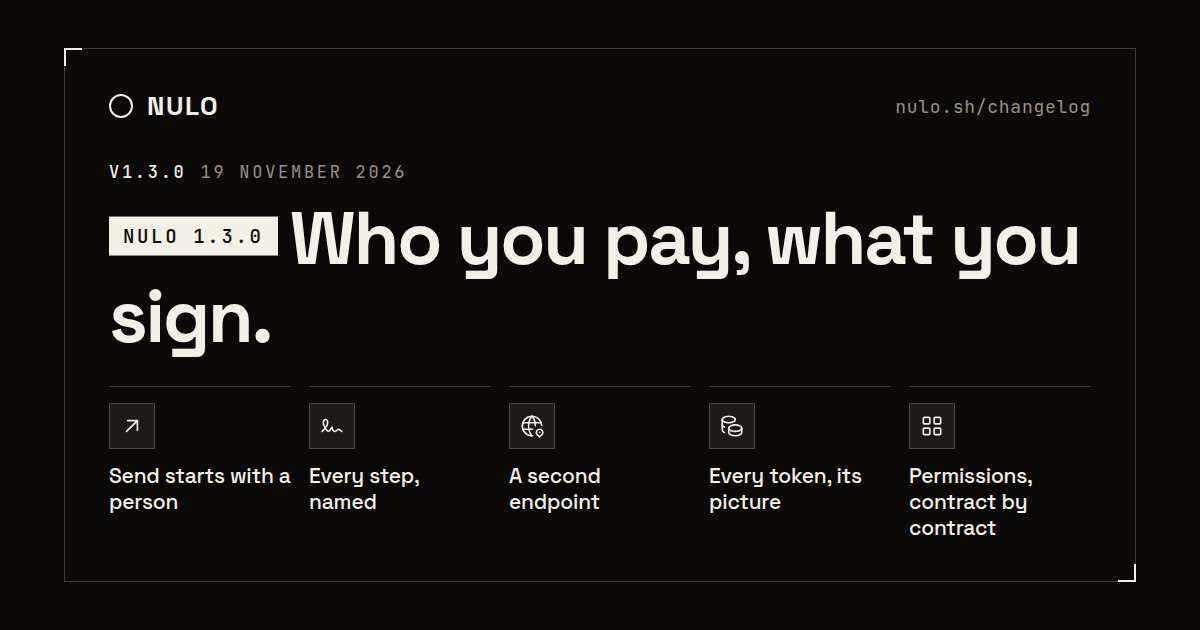 NULO
nulo.sh/changelog
V1.3.0 19 NOVEMBER 2026
NULO 1.3.0 Who you pay, what you
sign.
Send starts with a
person
Every step,
named
A second
endpoint
Every token, its
picture
Permissions,
contract by
contract